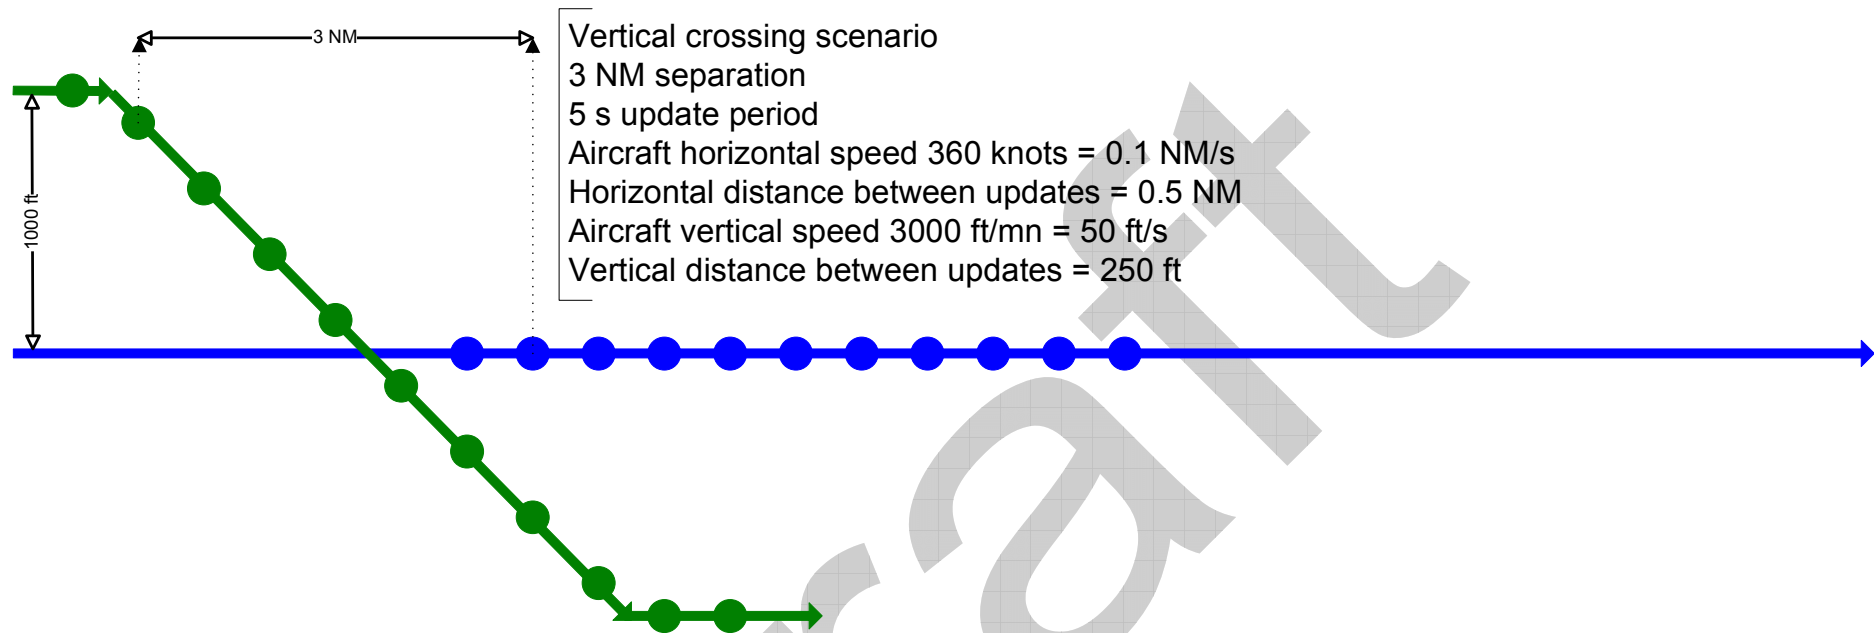 3 NM
Vertical crossing scenario
3 NM separation
5 s update period
Aircraft horizontal speed 360 knots = 0.1 NM/s
Horizontal distance between updates = 0.5 NM
Aircraft vertical speed 3000 ft/mn = 50 ft/s
Vertical distance between updates = 250 ft
1000 ft
raft